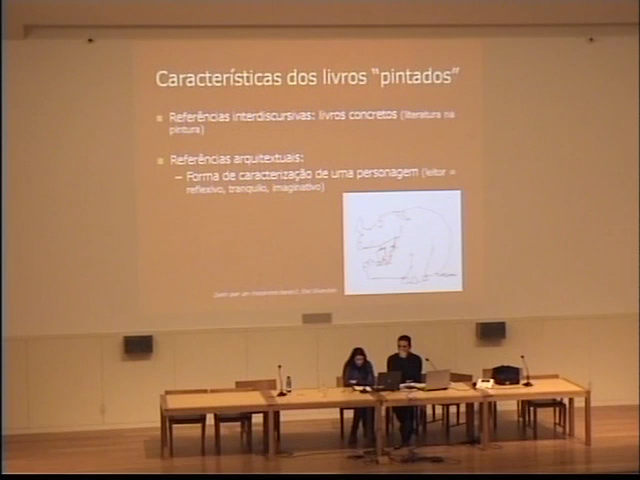 Características dos livros “pintados”
Referências interdiscursivas: livros concretos (literatura na
pintura)
Referências arquitextuais:
– Forma de caracterização de uma personagem (leitor =
reflexivo, tranquilo, imaginativo)